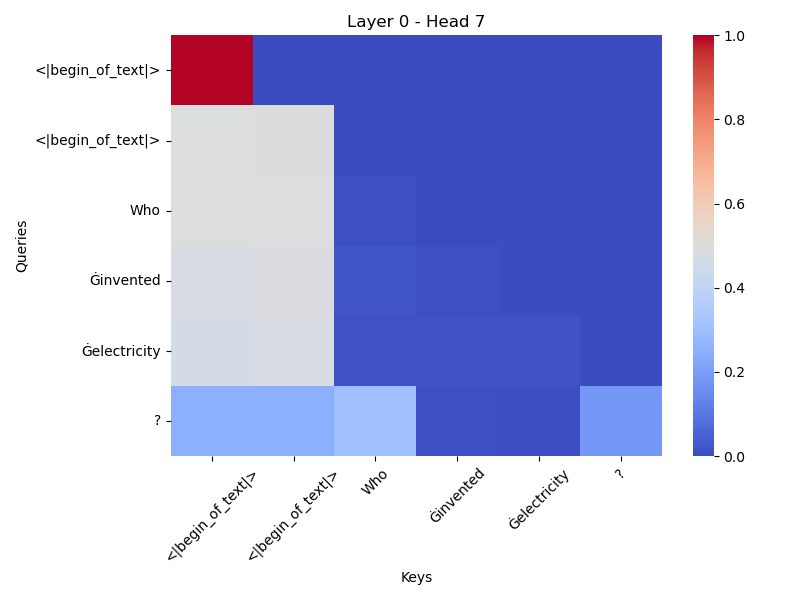 Layer 0 - Head 7
<|begin_of_text|>
<|begin_of_text|>
Who
Ġinvented
Ġelectricity
?
Queries
<|begin_of_text|>
<|begin_of_text|>
Who
Ġinvented
Ġelectricity
?
Keys
1.0
0.8
0.6
0.4
0.2
0.0